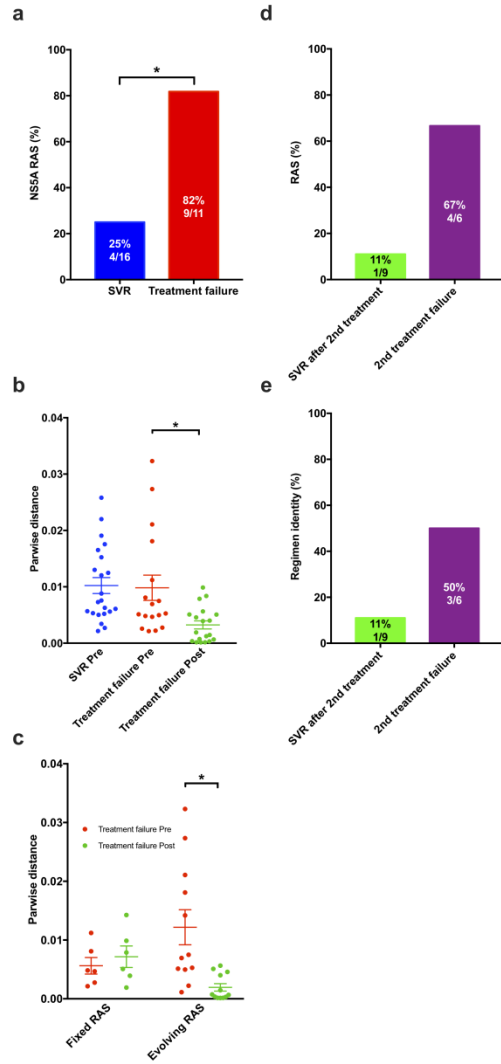 a
NS5A RAS (%)
100
80
60
40
20
0
*
25%
4/16
82%
9/11
SVR
Treatment failure
b
Parwise distance
0.04
0.03
0.02
0.01
0.00
*
SVR Pre
Treatment failure Pre
Treatment failure Post
c
Parwise distance
0.04
0.03
0.02
0.01
0.00
Treatment failure Pre
Treatment failure Post
*
Fixed RAS
Evolving RAS
d
RAS (%)
100
80
60
40
20
0
11%
1/9
67%
4/6
SVR after 2nd treatment
2nd treatment failure
e
Regimen identity (%)
100
80
60
40
20
0
11%
1/9
50%
3/6
SVR after 2nd treatment
2nd treatment failure